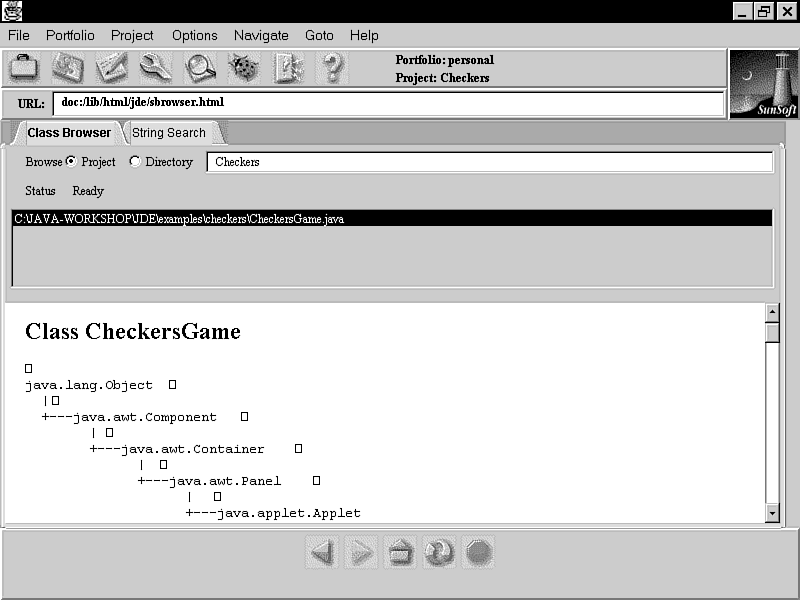 File Portfolio Project Options Navigate Goto Help
Portfolio: personal
Project: Checkers
URL: doc:/lib/html/jde/sbrowser.html
SunSoft
Class Browser String Search
Browse Project Directory Checkers
Status Ready
C:\JAVA-WORKSHOP\JDE\examples\checkers\CheckersGame.java
Class CheckersGame
java.lang.Object
|
+---java.awt.Component
|
+---java.awt.Container
|
+---java.awt.Panel
|
+---java.applet.Applet